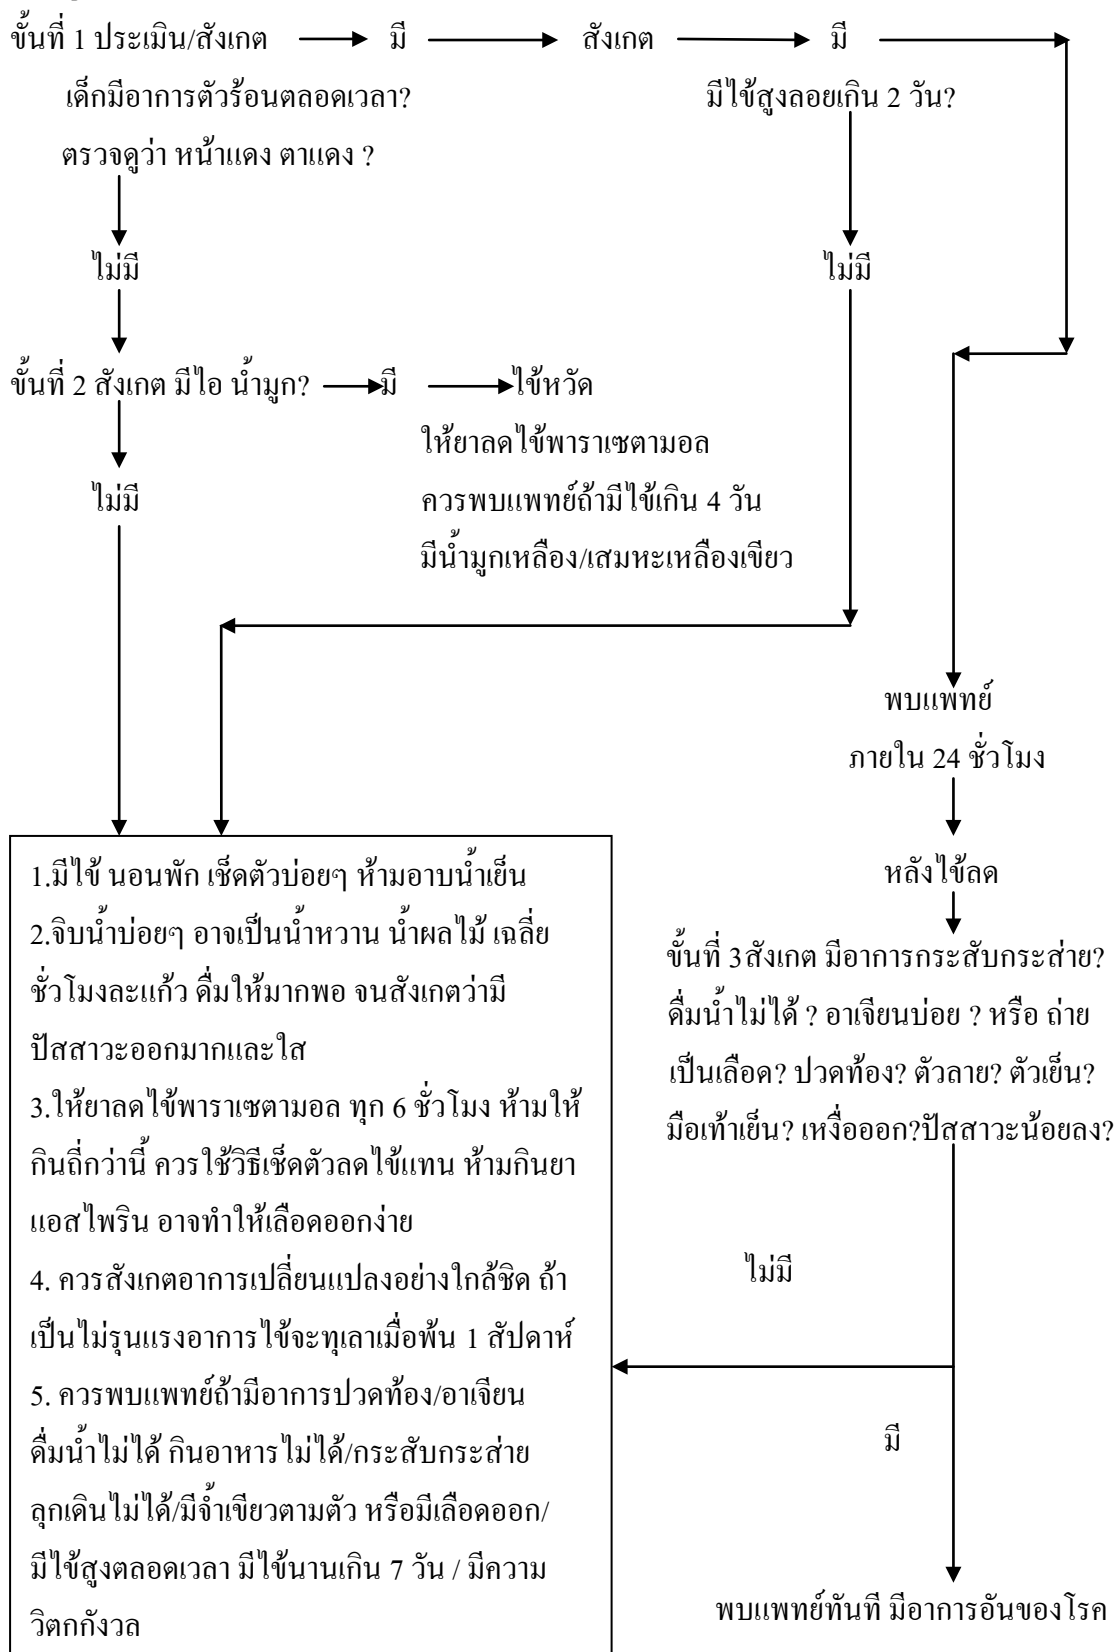 ขั้นที่ 1 ประเมิน/สังเกต มี สังเกต มี
เด็กมีอาการตัวร้อนตลอดเวลา? มีไข้สูงลอยเกิน 2 วัน?
ตรวจดูว่า หน้าแดง ตาแดง ?
ไม่มี ไม่มี
ขั้นที่ 2 สังเกต มีไอ น้ำมูก? มี ไข้หวัด
ให้ยาลดไข้พาราเซตามอล
ไม่มี ควรพบแพทย์ถ้ามีไข้เกิน 4 วัน
มีน้ำมูกเหลือง/เสมหะเหลืองเขียว
พบแพทย์
ภายใน 24 ชั่วโมง
หลังไข้ลด
ขั้นที่ 3สังเกต มีอาการกระสับกระส่าย?
ดื่มน้ำไม่ได้ ? อาเจียนบ่อย ? หรือ ถ่าย
เป็นเลือด? ปวดท้อง? ตัวลาย? ตัวเย็น?
มือเท้าเย็น? เหงื่อออก?ปัสสาวะน้อยลง?
1.มีไข้ นอนพัก เช็ดตัวบ่อยๆ ห้ามอาบน้ำเย็น
2.จิบน้ำบ่อยๆ อาจเป็นน้ำหวาน น้ำผลไม้ เฉลี่ย
ชั่วโมงละแก้ว ดื่มให้มากพอ จนสังเกตว่ามี
ปัสสาวะออกมากและใส
3.ให้ยาลดไข้พาราเซตามอล ทุก 6 ชั่วโมง ห้ามให้
กินถี่กว่านี้ ควรใช้วิธีเช็ดตัวลดไข้แทน ห้ามกินยา
แอสไพริน อาจทำให้เลือดออกง่าย
4. ควรสังเกตอาการเปลี่ยนแปลงอย่างใกล้ชิด ถ้า
เป็นไม่รุนแรงอาการไข้จะทุเลาเมื่อพ้น 1 สัปดาห์
5. ควรพบแพทย์ถ้ามีอาการปวดท้อง/อาเจียน
ดื่มน้ำไม่ได้ กินอาหารไม่ได้/กระสับกระส่าย
ลุกเดินไม่ได้/มีจ้ำเขียวตามตัว หรือมีเลือดออก/
มีไข้สูงตลอดเวลา มีไข้นานเกิน 7 วัน / มีความ
วิตกกังวล
ไม่มี
มี
พบแพทย์ทันที มีอาการอันของโรค